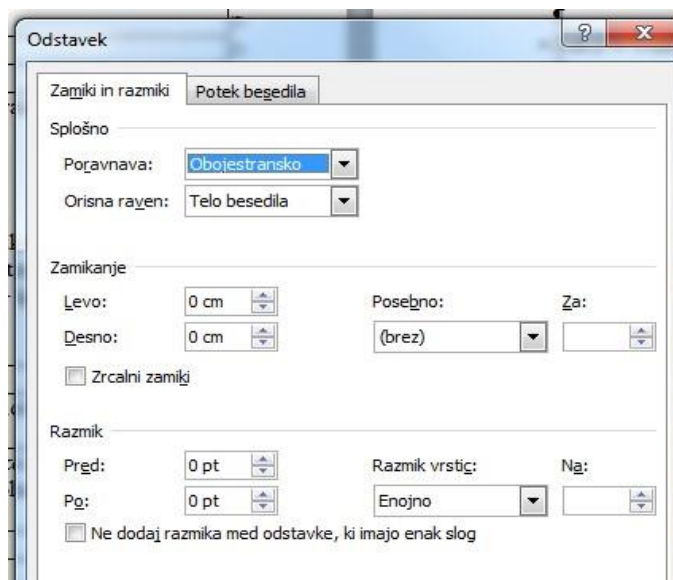 Odstavek
Zamiki in razmiki Potek besedila
Splošno
Poravnava: Obojestransko
Orisna raven: Telo besedila
Zamikanje
Levo: 0 cm Posebno: Za:
Desno: 0 cm (brez)
Zrcalni zamiki
Razmik
Pred: 0 pt Razmik vrstic: Na:
Po: 0 pt Enojno
Ne dodaj razmika med odstavke, ki imajo enak slog